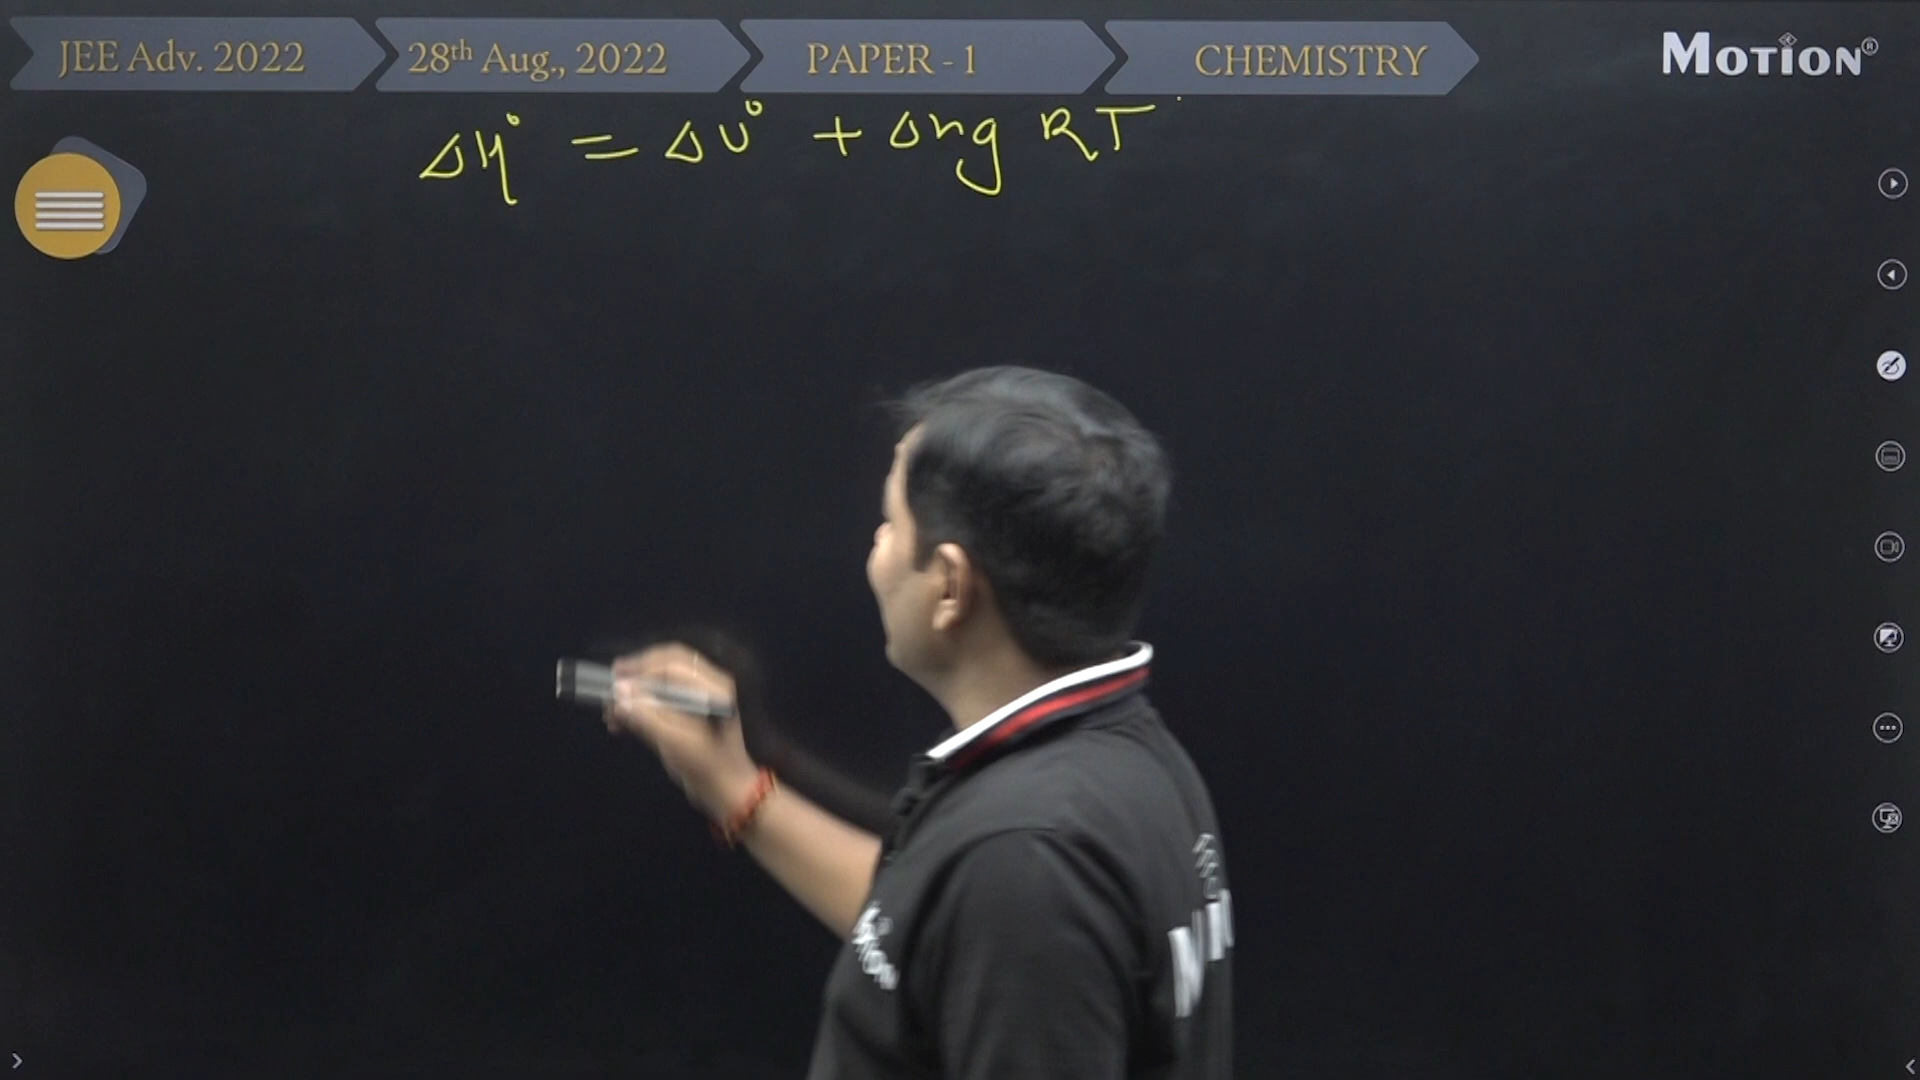 JEE Adv. 2022 28th Aug., 2022 PAPER - 1 CHEMISTRY MOTION®
ΔH° = ΔU° + Δng RT